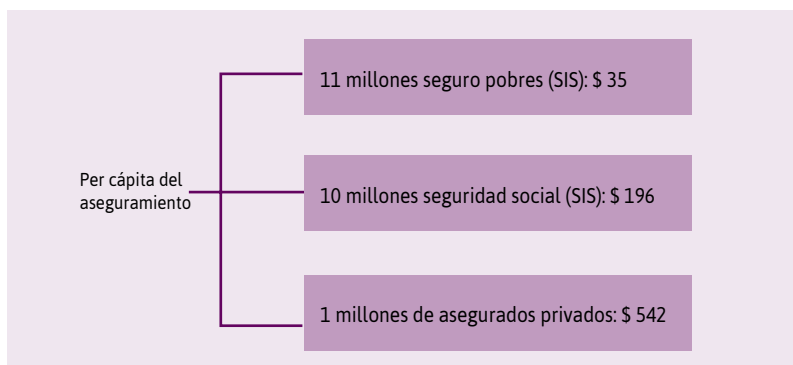 11 millones seguro pobres (SIS): $ 35
Per cápita del
aseguramiento
10 millones seguridad social (SIS): $ 196
1 millones de asegurados privados: $ 542